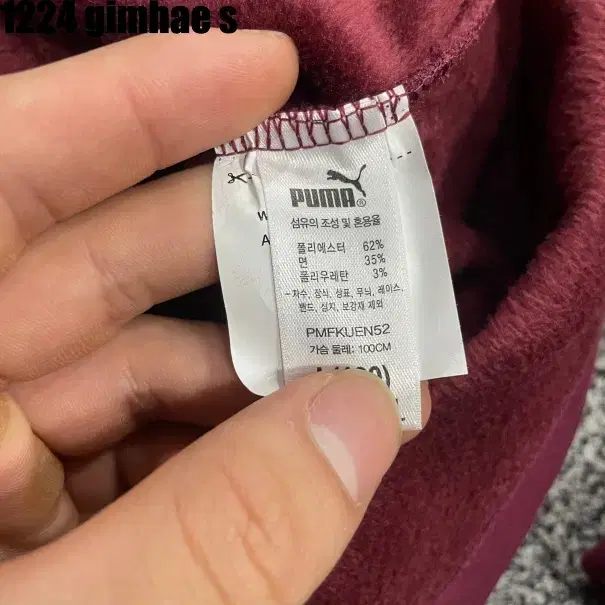 1224 gimhae s
PUMA®
섬유의 조성 및 혼용율
폴리에스터 62%
면 35%
폴리우레탄 3%
-자수, 장식, 상표, 무늬, 레이스,
밴드, 심지, 보강재 제외
PMFKUEN52
가슴 둘레: 100CM